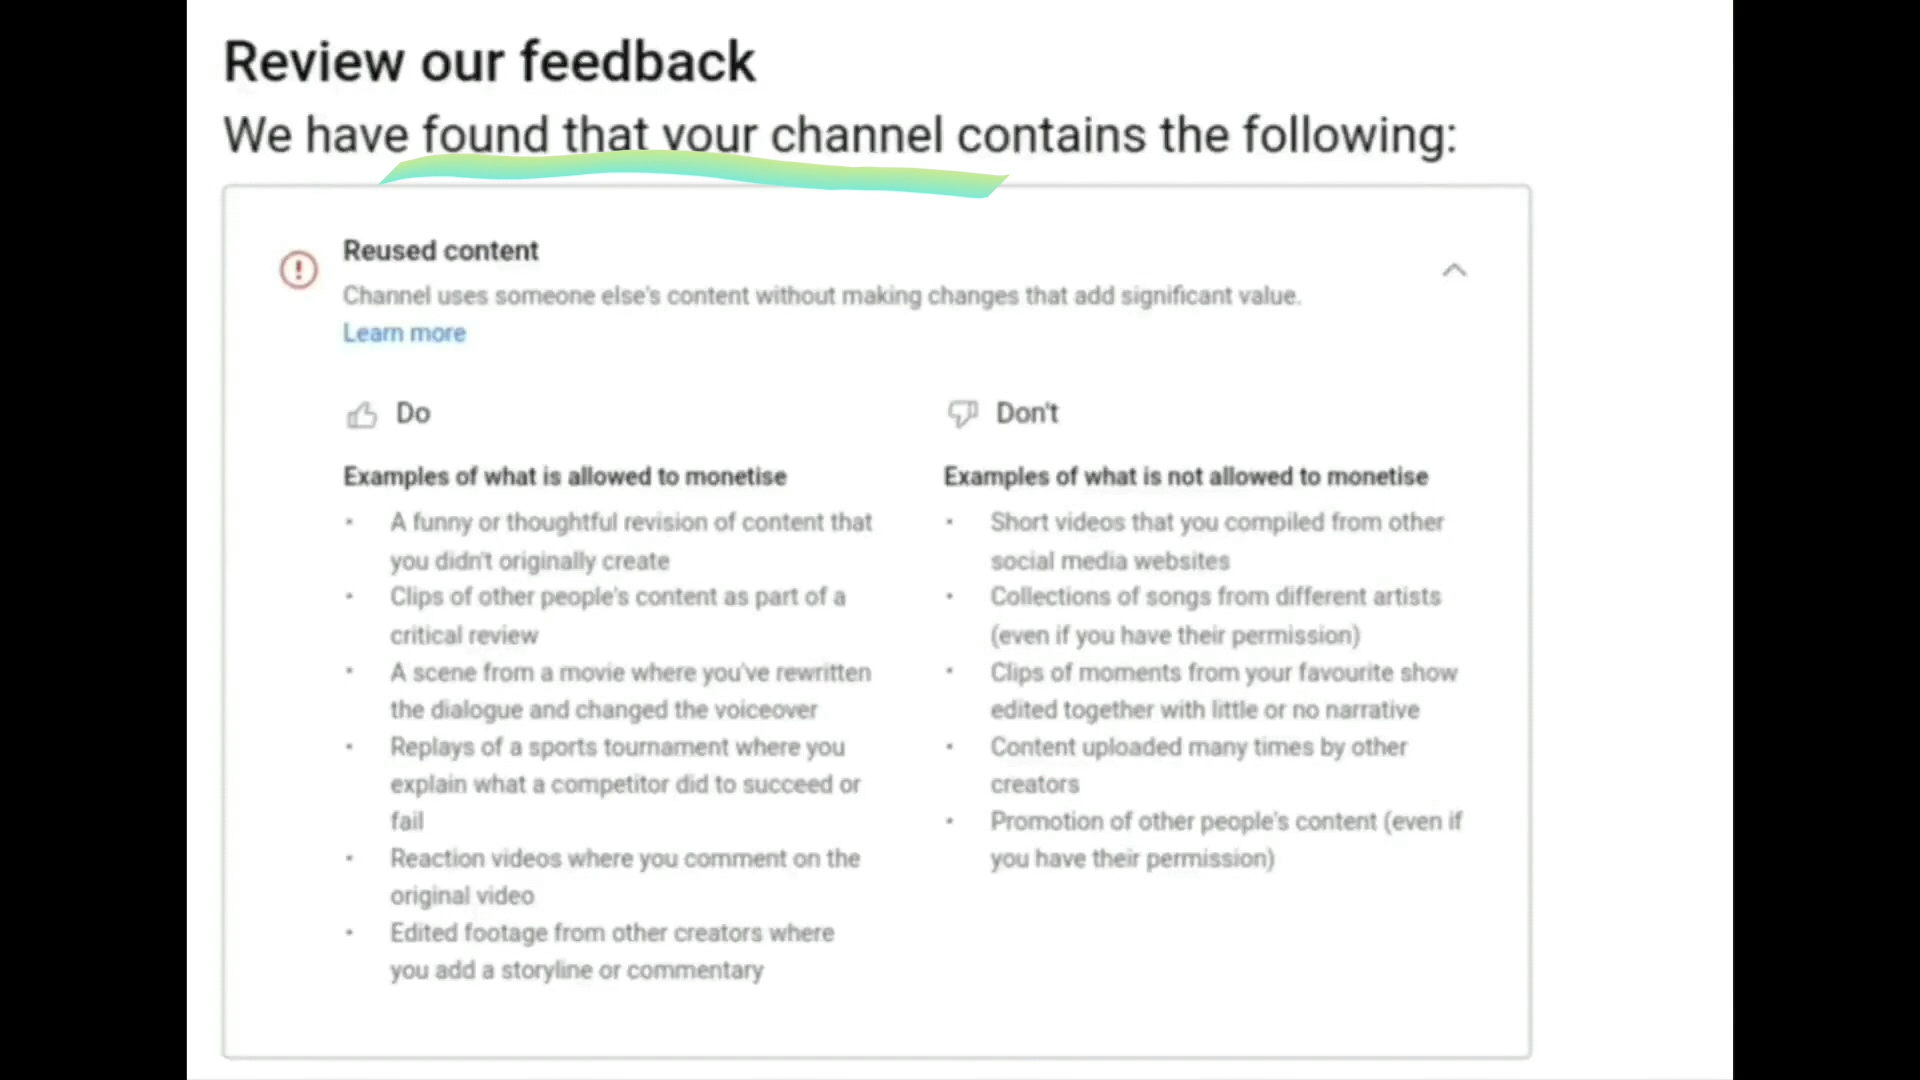 Review our feedback
We have found that your channel contains the following:
Reused content
Channel uses someone else's content without making changes that add significant value.
Learn more
Do
Examples of what is allowed to monetise
• A funny or thoughtful revision of content that
you didn't originally create
• Clips of other people's content as part of a
critical review
• A scene from a movie where you've rewritten
the dialogue and changed the voiceover
• Replays of a sports tournament where you
explain what a competitor did to succeed or
fail
• Reaction videos where you comment on the
original video
• Edited footage from other creators where
you add a storyline or commentary
Don't
Examples of what is not allowed to monetise
• Short videos that you compiled from other
social media websites
• Collections of songs from different artists
(even if you have their permission)
• Clips of moments from your favourite show
edited together with little or no narrative
• Content uploaded many times by other
creators
• Promotion of other people's content (even if
you have their permission)